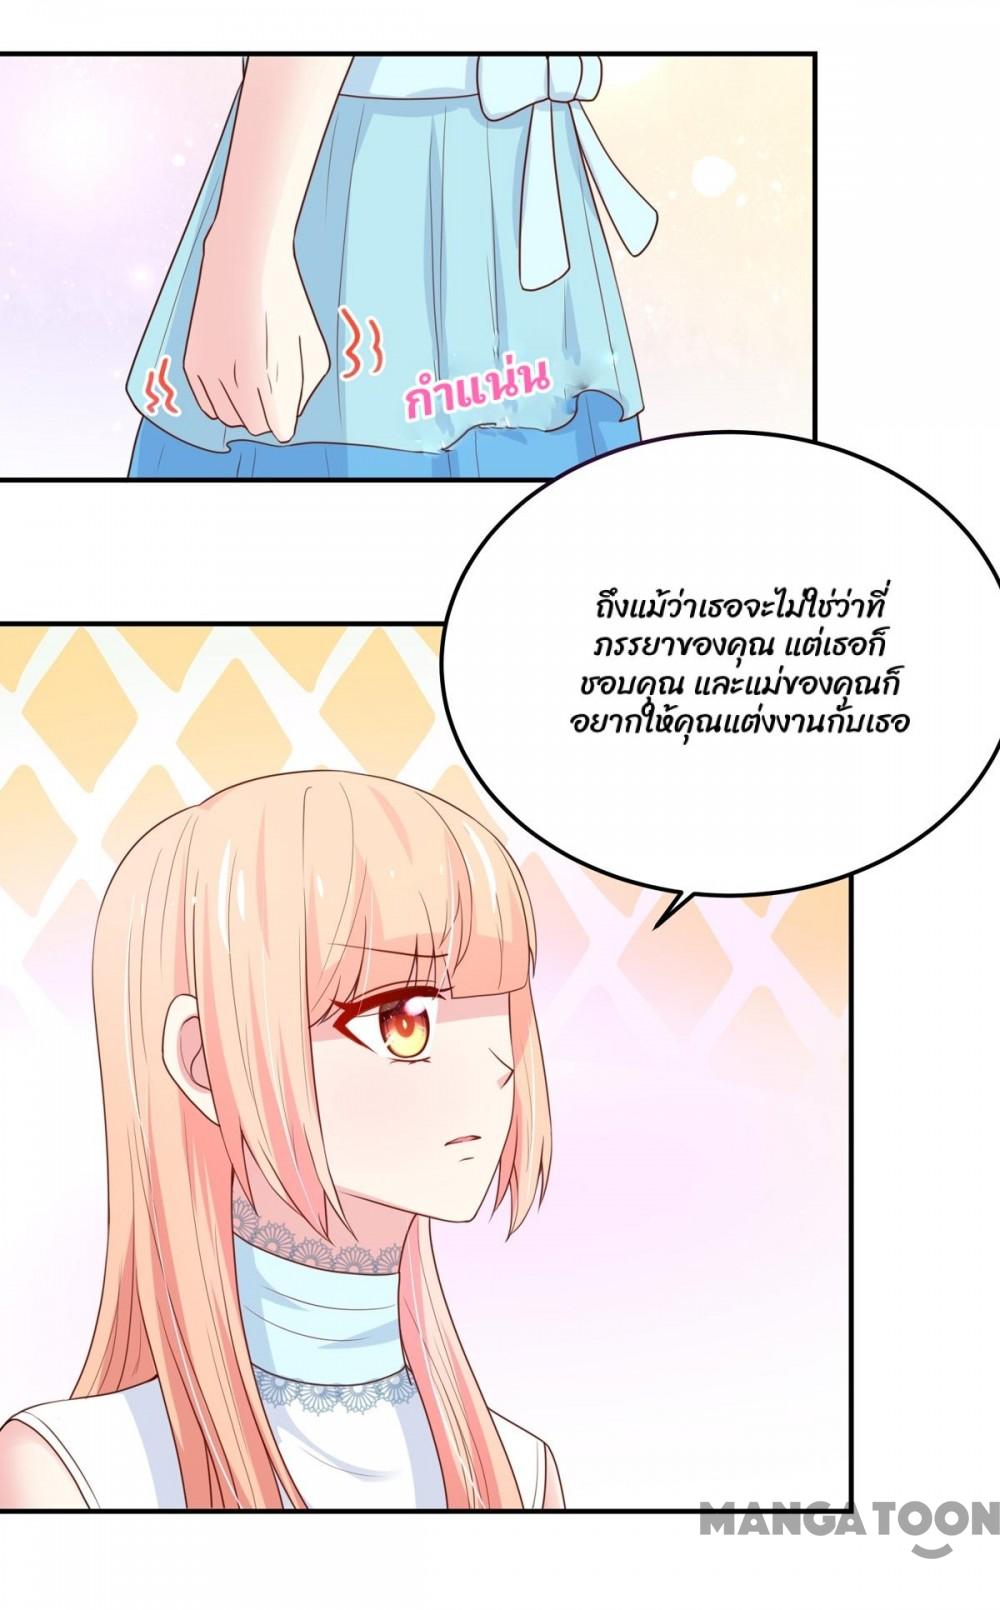 กำแน่น
ถึงแม้ว่าเธอจะไม่ใช่ว่าที่
ภรรยาของคุณ แต่เธอก็
ชอบคุณ และแม่ของคุณก็
อยากให้คุณแต่งงานกับเธอ
MANGATOON